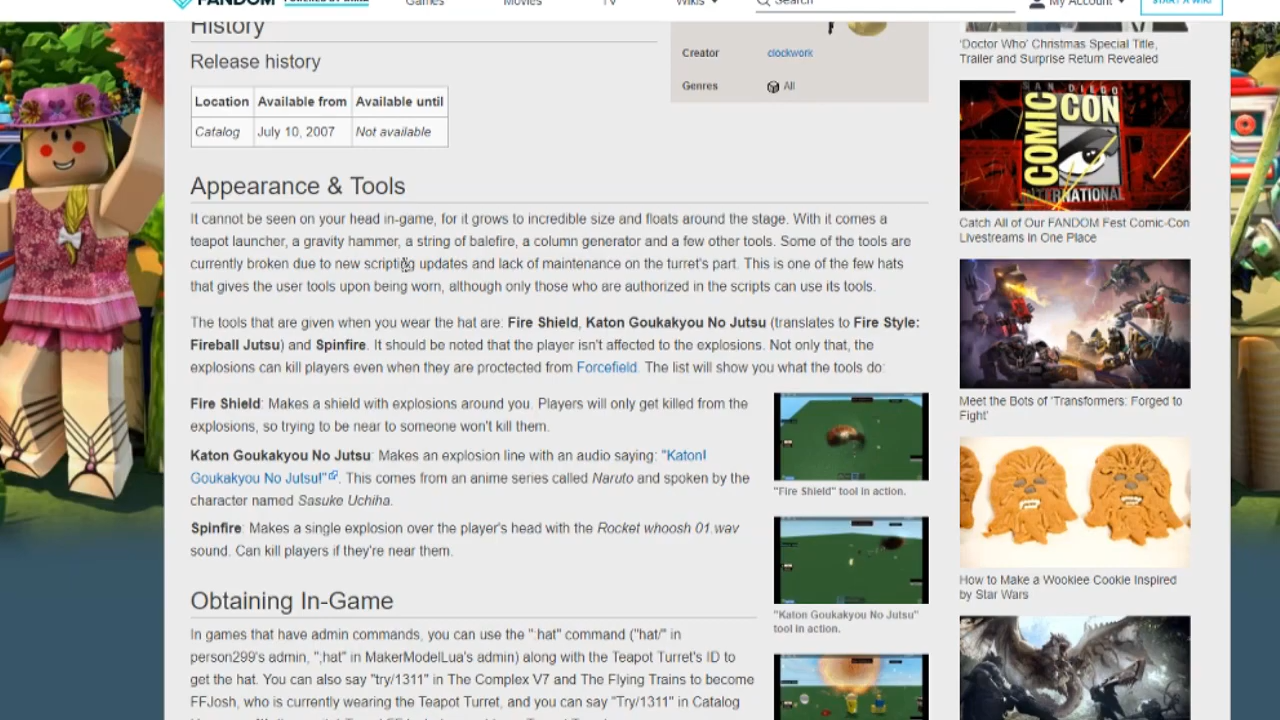 FANDOM POWERED BY WIKIA Games Movies TV Wikis Search My Account START A WIKI
History
Release history
Location Available from Available until
Catalog July 10, 2007 Not available
Creator clockwork
Genres All
Appearance & Tools
It cannot be seen on your head in-game, for it grows to incredible size and floats around the stage. With it comes a
teapot launcher, a gravity hammer, a string of balefire, a column generator and a few other tools. Some of the tools are
currently broken due to new scripting updates and lack of maintenance on the turret's part. This is one of the few hats
that gives the user tools upon being worn, although only those who are authorized in the scripts can use its tools.
The tools that are given when you wear the hat are: Fire Shield, Katon Goukakyou No Jutsu (translates to Fire Style:
Fireball Jutsu) and Spinfire. It should be noted that the player isn't affected to the explosions. Not only that, the
explosions can kill players even when they are proctected from Forcefield. The list will show you what the tools do:
Fire Shield: Makes a shield with explosions around you. Players will only get killed from the
explosions, so trying to be near to someone won't kill them.
Katon Goukakyou No Jutsu: Makes an explosion line with an audio saying: "Katon!
Goukakyou No Jutsu!". This comes from an anime series called Naruto and spoken by the
character named Sasuke Uchiha.
Spinfire: Makes a single explosion over the player's head with the Rocket whoosh 01.wav
sound. Can kill players if they're near them.
"Fire Shield" tool in action.
"Katon Goukakyou No Jutsu"
tool in action.
Obtaining In-Game
In games that have admin commands, you can use the ":hat" command ("hat/" in
person299's admin, ";hat" in MakerModelLua's admin) along with the Teapot Turret's ID to
get the hat. You can also say "try/1311" in The Complex V7 and The Flying Trains to become
FFJosh, who is currently wearing the Teapot Turret, and you can say "Try/1311" in Catalog
'Doctor Who' Christmas Special Title,
Trailer and Surprise Return Revealed
SAN DIEGO
COMIC CON
INTERNATIONAL
Catch All of Our FANDOM Fest Comic-Con
Livestreams in One Place
Meet the Bots of 'Transformers: Forged to
Fight'
How to Make a Wookiee Cookie Inspired
by Star Wars